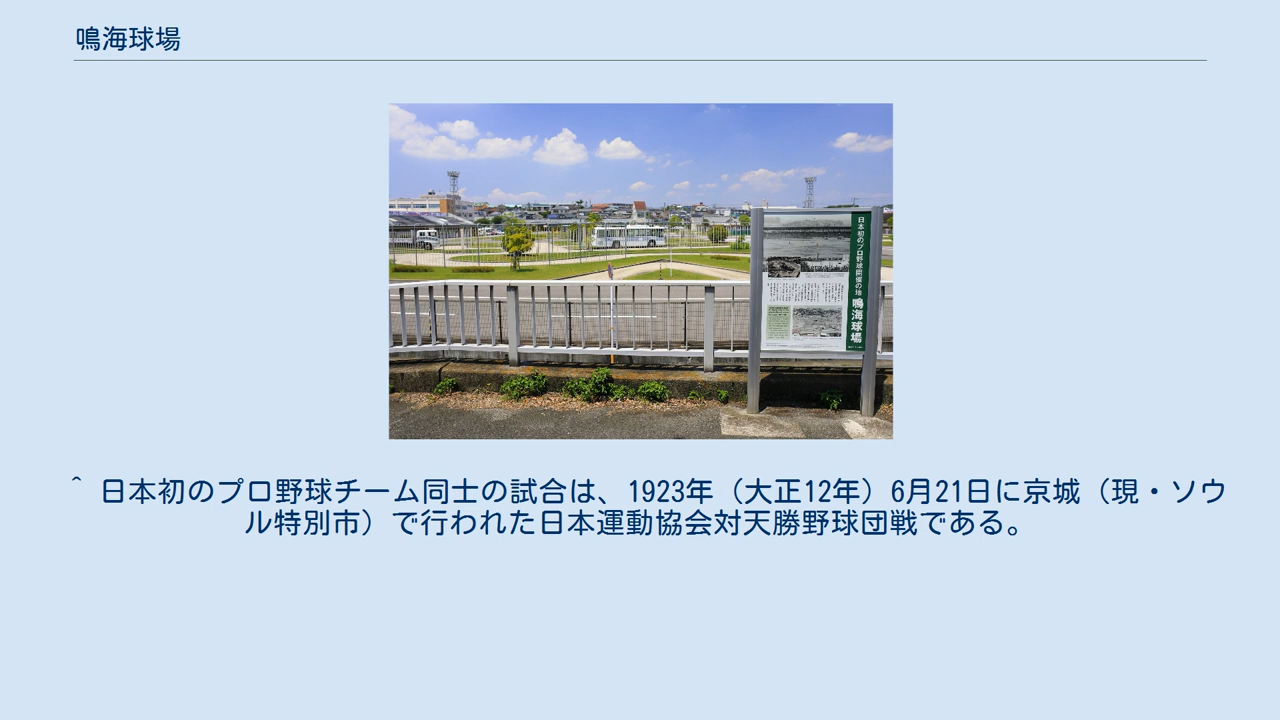 鳴海球場
日本初のプロ野球開催の地 鳴海球場
^ 日本初のプロ野球チーム同士の試合は、1923年（大正12年）6月21日に京城（現・ソウ
ル特別市）で行われた日本運動協会対天勝野球団戦である。